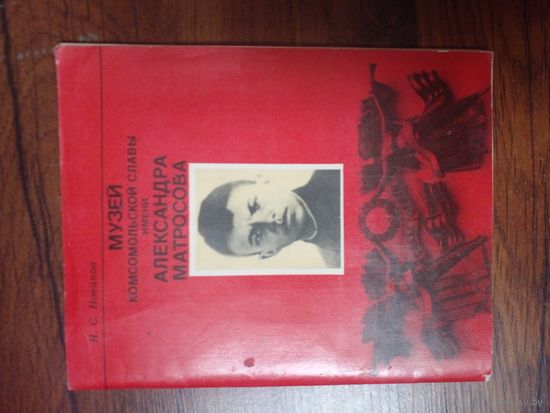 Н. С. Новиков
МУЗЕЙ
КОМСОМОЛЬСКОЙ СЛАВЫ
ИМЕНИ
АЛЕКСАНДРА
МАТРОСОВА